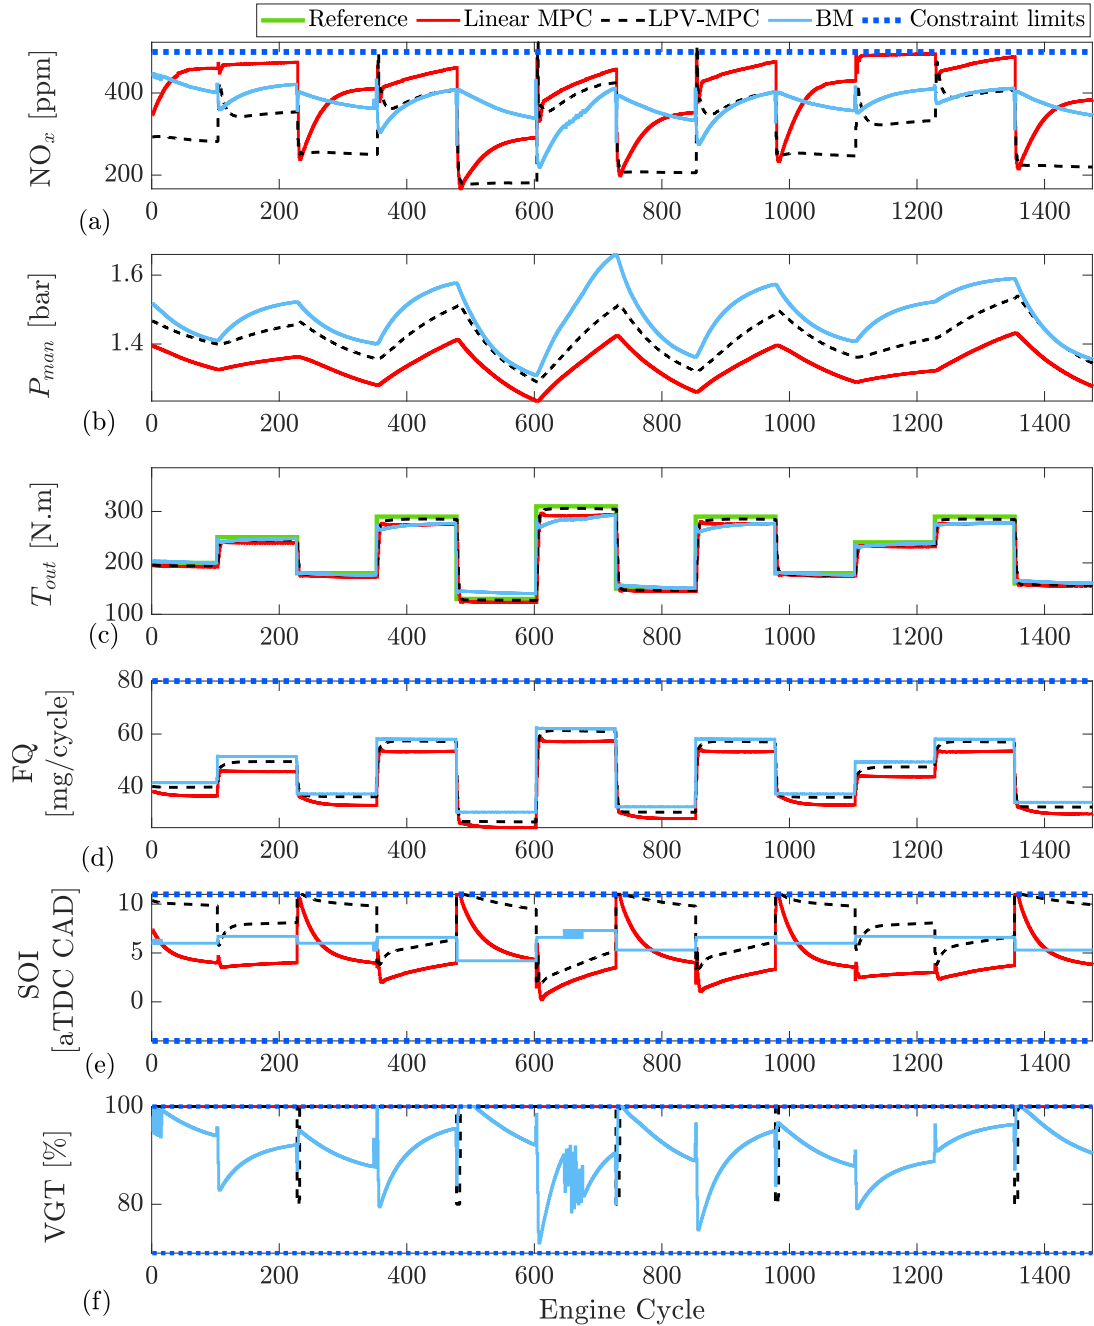 Reference Linear MPC LPV-MPC BM Constraint limits
NOx [ppm]
400
200
0 200 400 600 800 1000 1200 1400
(a)
Pman [bar]
1.6
1.4
0 200 400 600 800 1000 1200 1400
(b)
Tout [N.m]
300
200
100
0 200 400 600 800 1000 1200 1400
(c)
FQ
[mg/cycle]
80
60
40
0 200 400 600 800 1000 1200 1400
(d)
SOI
[aTDC CAD]
10
5
0
0 200 400 600 800 1000 1200 1400
(e)
VGT [%]
100
80
0 200 400 600 800 1000 1200 1400
(f)
Engine Cycle